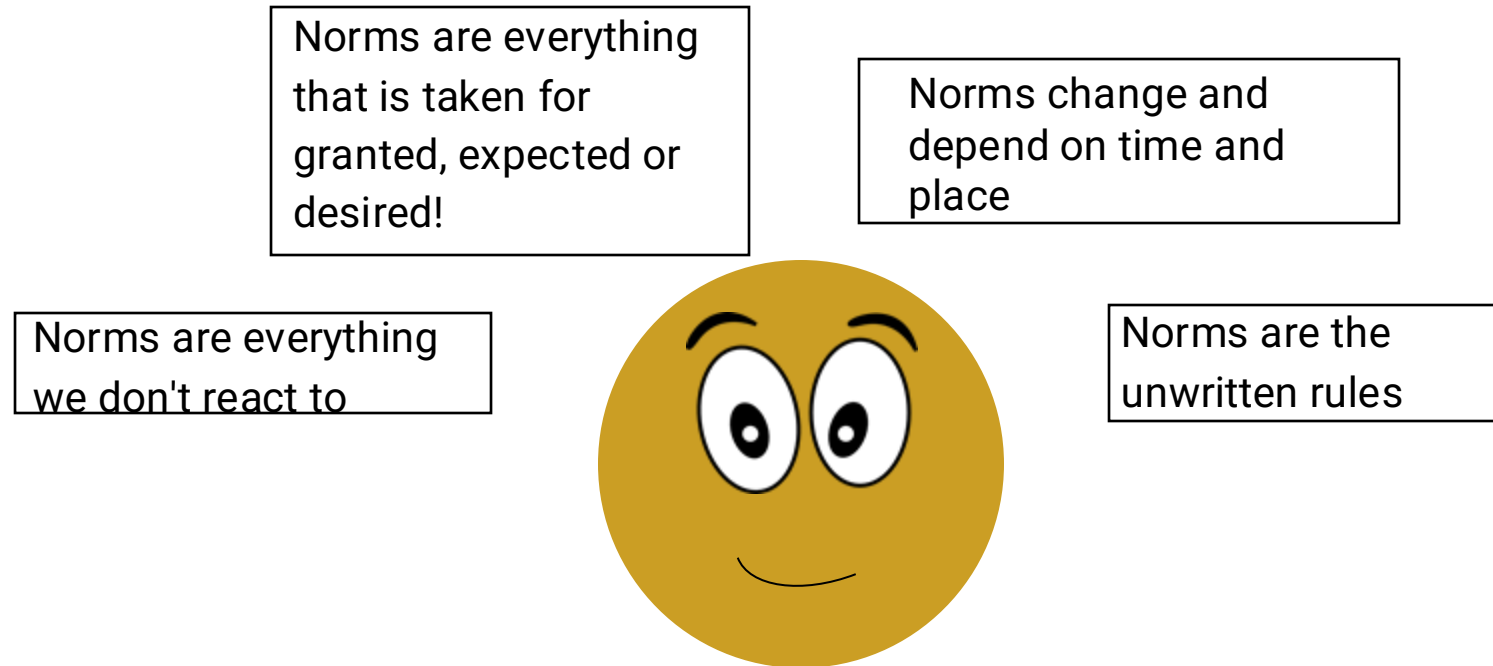 Norms are everything
that is taken for
granted, expected or
desired!
Norms change and
depend on time and
place
Norms are everything
we don't react to
Norms are the
unwritten rules